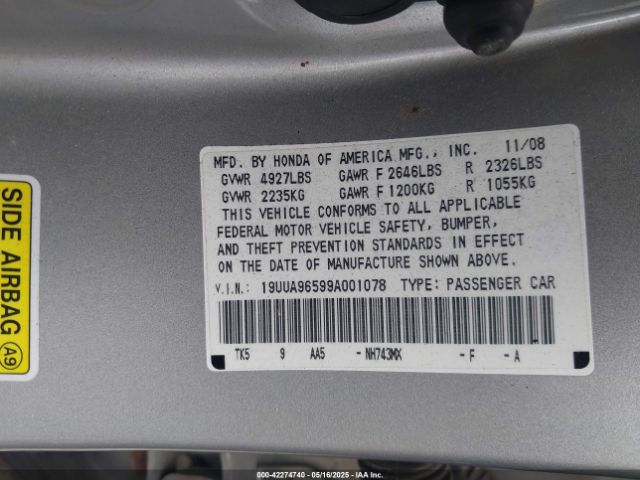 MFD. BY HONDA OF AMERICA MFG., INC. 11/08
GVWR 4927LBS GAWR F 2646LBS R 2326LBS
GVWR 2235KG GAWR F 1200KG R 1055KG
THIS VEHICLE CONFORMS TO ALL APPLICABLE
FEDERAL MOTOR VEHICLE SAFETY, BUMPER,
AND THEFT PREVENTION STANDARDS IN EFFECT
ON THE DATE OF MANUFACTURE SHOWN ABOVE.
V.I.N.: 19UUA96599A001078 TYPE: PASSENGER CAR
TK5 9 AA5 -NH743MX -F -A
SIDE AIRBAG A9
000-42274740 - 05/16/2025 - IAA Inc.